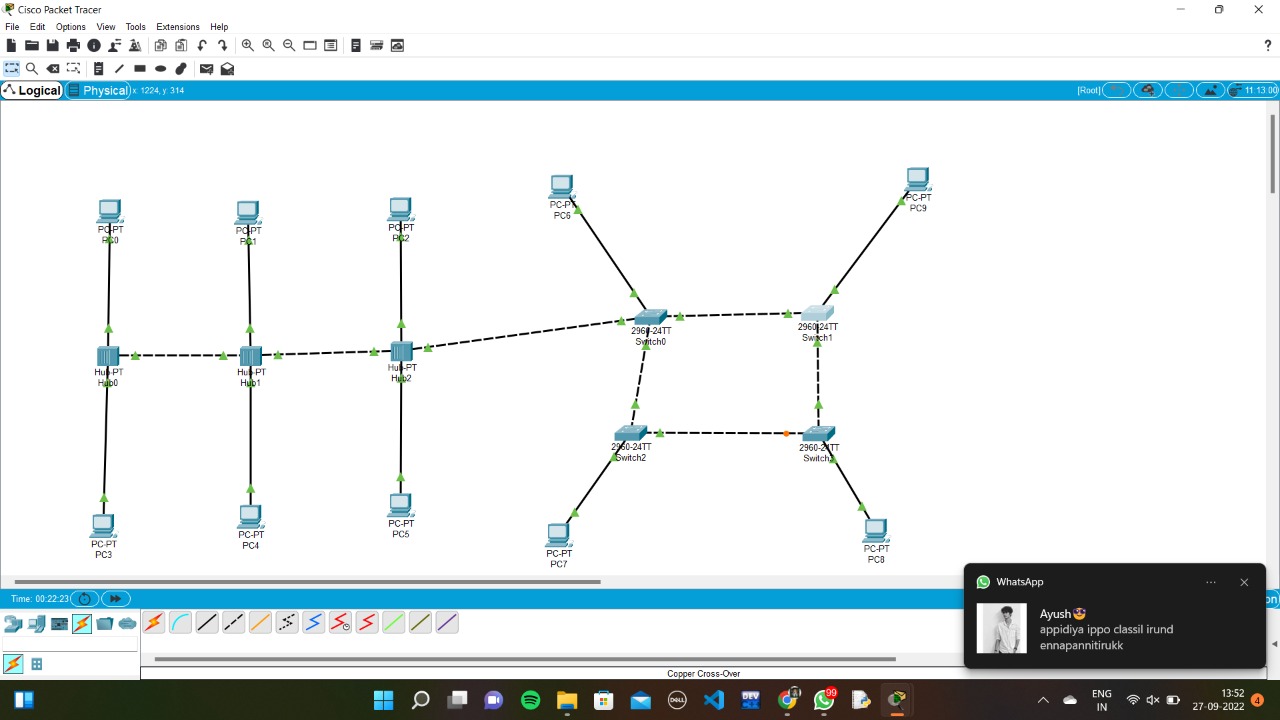 Cisco Packet Tracer
File Edit Options View Tools Extensions Help
?
Logical Physical x: 1224, y: 314 [Root] 11:13:00
PC-PT
PC0
PC-PT
PC1
PC-PT
PC2
PC-PT
PC6
PC-PT
PC9
Hub-PT
Hub0
Hub-PT
Hub1
Hub-PT
Hub2
2960-24TT
Switch0
2960-24TT
Switch1
2960-24TT
Switch2
2960-24TT
PC-PT
PC3
PC-PT
PC4
PC-PT
PC5
PC-PT
PC7
PC-PT
PC8
Time: 00:22:23
on
Copper Cross-Over
WhatsApp
Ayush😍
appidiya ippo classil irund
ennapannitirukk
DELL
DEV
99
ENG
IN
13:52
27-09-2022
4